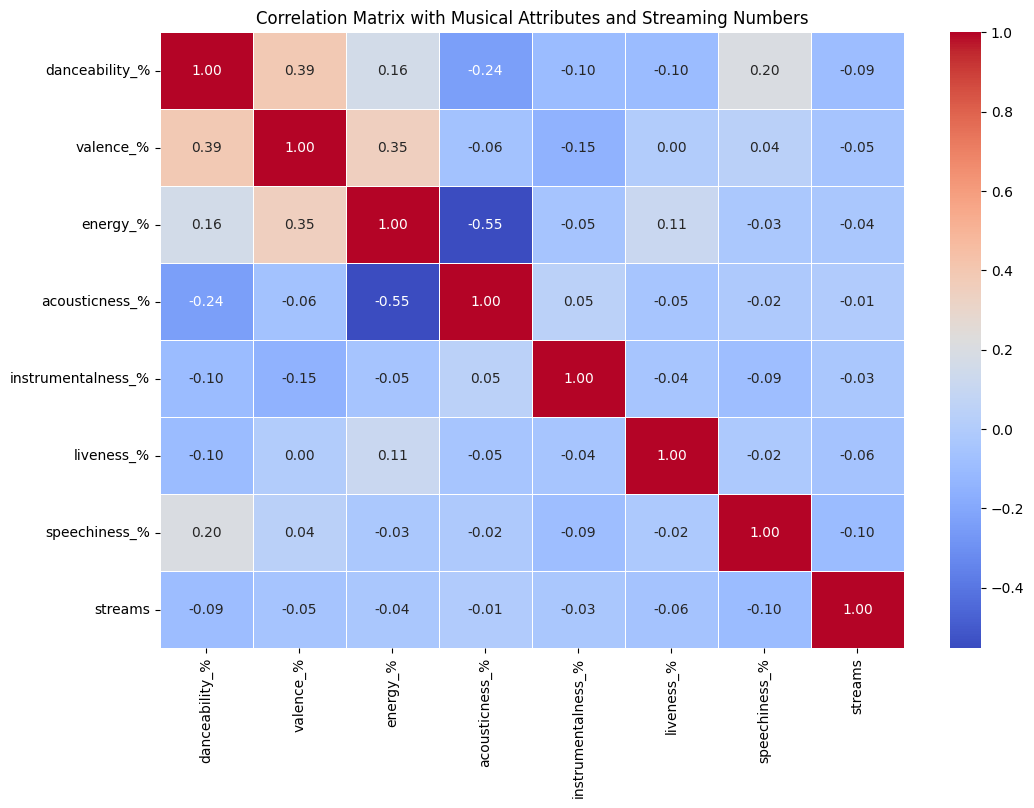 Correlation Matrix with Musical Attributes and Streaming Numbers
danceability_% 1.00 0.39 0.16 -0.24 -0.10 -0.10 0.20 -0.09
valence_% 0.39 1.00 0.35 -0.06 -0.15 0.00 0.04 -0.05
energy_% 0.16 0.35 1.00 -0.55 -0.05 0.11 -0.03 -0.04
acousticness_% -0.24 -0.06 -0.55 1.00 0.05 -0.05 -0.02 -0.01
instrumentalness_% -0.10 -0.15 -0.05 0.05 1.00 -0.04 -0.09 -0.03
liveness_% -0.10 0.00 0.11 -0.05 -0.04 1.00 -0.02 -0.06
speechiness_% 0.20 0.04 -0.03 -0.02 -0.09 -0.02 1.00 -0.10
streams -0.09 -0.05 -0.04 -0.01 -0.03 -0.06 -0.10 1.00
danceability_%
valence_%
energy_%
acousticness_%
instrumentalness_%
liveness_%
speechiness_%
streams
1.0
0.8
0.6
0.4
0.2
0.0
−0.2
−0.4